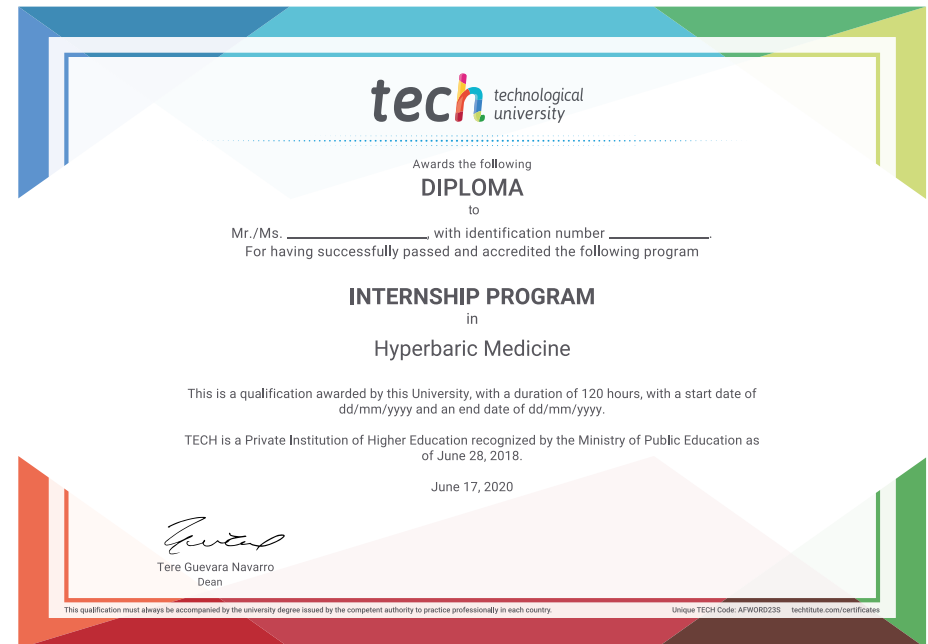 tech technological
university
Awards the following
DIPLOMA
to
Mr./Ms. ____________________, with identification number ______________.
For having successfully passed and accredited the following program
INTERNSHIP PROGRAM
in
Hyperbaric Medicine
This is a qualification awarded by this University, with a duration of 120 hours, with a start date of
dd/mm/yyyy and an end date of dd/mm/yyyy.
TECH is a Private Institution of Higher Education recognized by the Ministry of Public Education as
of June 28, 2018.
June 17, 2020
Tere Guevara Navarro
Dean
This qualification must always be accompanied by the university degree issued by the competent authority to practice professionally in each country. Unique TECH Code: AFWORD23S techtitute.com/certificates